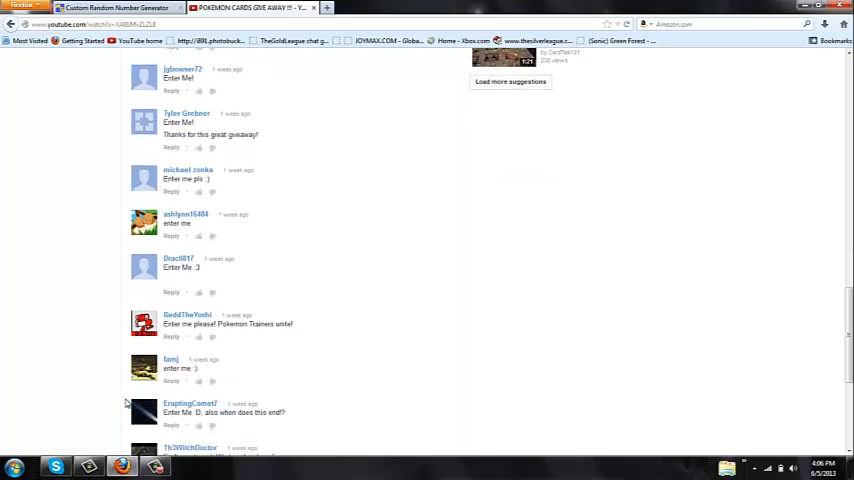 Firefox
Custom Random Number Generator
POKEMON CARDS GIVE AWAY !!! - Y...
www.youtube.com/watch?v=
Amazon.com
Most Visited
Getting Started
YouTube home
http://i891.photobuck...
TheGoldLeague chat g...
JOYMAX.COM - Globa...
Home - Xbox.com
www.thesilverleague.c...
(Sonic) Green Forest -...
Bookmarks
Reply
jgbowser72 1 week ago
Enter Me!
Reply
Tyler Grebner 1 week ago
Enter Me!
Thanks for this great giveaway!
Reply
michael zonka 1 week ago
Enter me pls :)
Reply
ashlynn16484 1 week ago
enter me
Reply
1 week ago
Enter Me :3
Reply
ReddTheYoshi 1 week ago
Enter me please! Pokemon Trainers unite!
Reply
famj 1 week ago
enter me :)
Reply
EruptingComet7 1 week ago
Enter Me :D, also when does this end!?
Reply
Th3WitchDoctor 1 week ago
1:21
by CardTalk101
views
Load more suggestions
4:06 PM
6/5/2013